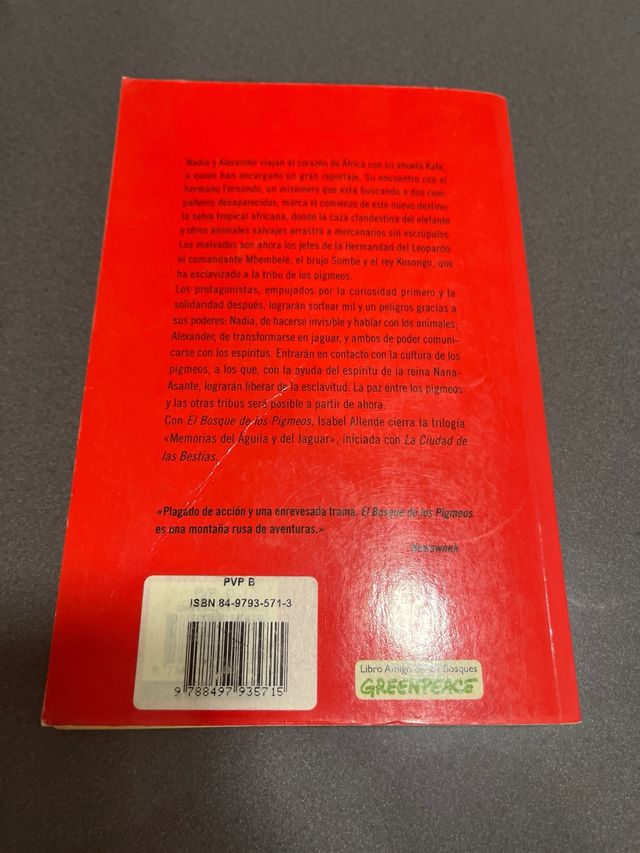 Nadia y Alexander viajan al corazón de África con su abuela Kate,
a quien han encargado un gran reportaje. Su encuentro con el
hermano Fernando, un misionero que está buscando a dos com-
pañeros desaparecidos, marca el comienzo de este nuevo destino:
la selva tropical africana, donde la caza clandestina del elefante
y otros animales salvajes arrastra a mercenarios sin escrúpulos.
Los malvados son ahora los jefes de la Hermandad del Leopardo:
el comandante Mbembelé, el brujo Sombe y el rey Kosongo, que
ha esclavizado a la tribu de los pigmeos.
Los protagonistas, empujados por la curiosidad primero y la
solidaridad después, lograrán sortear mil y un peligros gracias a
sus poderes: Nadia, de hacerse invisible y hablar con los animales;
Alexander, de transformarse en jaguar, y ambos de poder comuni-
carse con los espíritus. Entrarán en contacto con la cultura de los
pigmeos, a los que, con la ayuda del espíritu de la reina Nana-
Asante, lograrán liberar de la esclavitud. La paz entre los pigmeos
y las otras tribus será posible a partir de ahora.
Con El Bosque de los Pigmeos, Isabel Allende cierra la trilogía
«Memorias del Águila y del Jaguar», iniciada con La Ciudad de
las Bestias.
«Plagado de acción y una enrevesada trama, El Bosque de los Pigmeos
es una montaña rusa de aventuras.»
Newsweek
PVP B
ISBN 84-9793-571-3
9 788497 935715
Libro Amigo de los Bosques
GREENPEACE